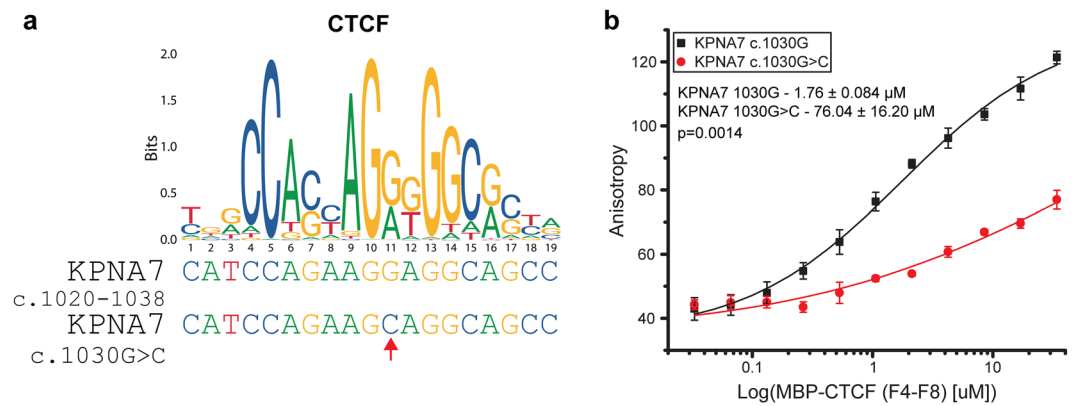 a
CTCF
2.0
1.5
1.0
0.5
0.0
Bits
1 2 3 4 5 6 7 8 9 10 11 12 13 14 15 16 17 18 19
KPNA7 CATCCAGAAGGAGGCAGCC
c.1020-1038
KPNA7 CATCCAGAAGCAGGCAGCC
c.1030G>C
b
KPNA7 c.1030G
KPNA7 c.1030G>C
KPNA7 1030G - 1.76 ± 0.084 µM
KPNA7 1030G>C - 76.04 ± 16.20 µM
p=0.0014
120
100
80
60
40
Anisotropy
0.1 1 10
Log(MBP-CTCF (F4-F8) [uM])